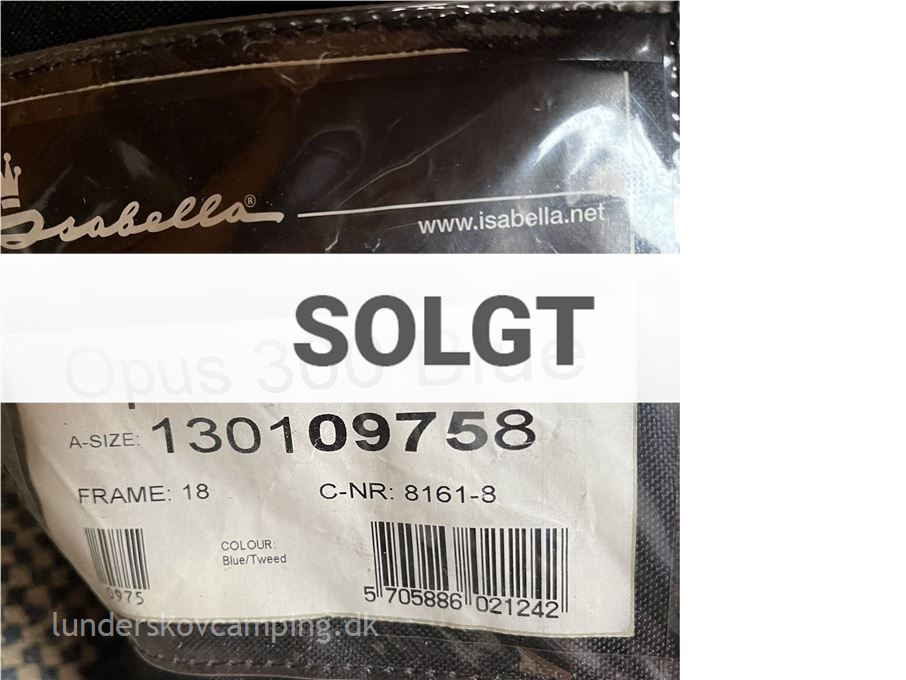 Isabella®
www.isabella.net
SOLGT
Opus 300 Blue
A-SIZE: 130109758
FRAME: 18
C-NR: 8161-8
COLOUR:
Blue/Tweed
0975
5 705886 021242
lunderskovcamping.dk